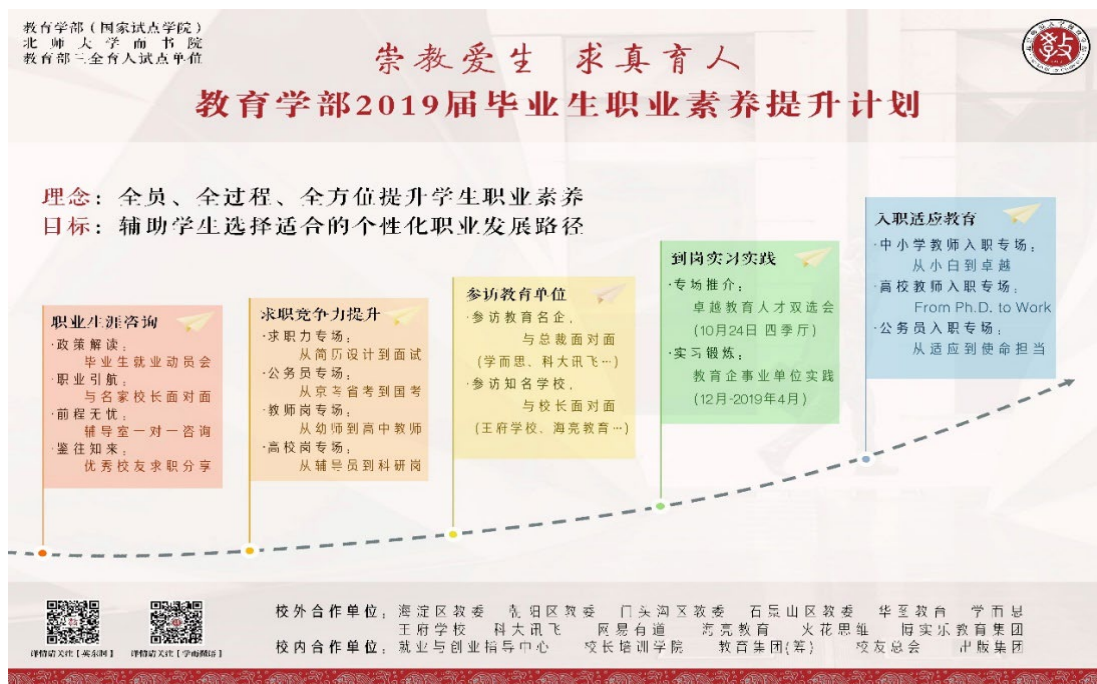 教育学部(国家试点学院)
北师大学而书院
教育部三全育人试点单位
崇教爱生 求真育人
教育学部2019届毕业生职业素养提升计划
理念：全员、全过程、全方位提升学生职业素养
目标：辅助学生选择适合的个性化职业发展路径
职业生涯咨询
·政策解读：
毕业生就业动员会
·职业引航：
与名家校长面对面
·前程无忧：
辅导室一对一咨询
·鉴往知来：
优秀校友求职分享
求职竞争力提升
·求职力专场：
从简历设计到面试
·公务员专场：
从京考省考到国考
·教师岗专场：
从幼师到高中教师
·高校岗专场：
从辅导员到科研岗
参访教育单位
·参访教育名企，
与总裁面对面
(学而思、科大讯飞…)
·参访知名学校，
与校长面对面
(王府学校、海亮教育…)
到岗实习实践
·专场推介：
卓越教育人才双选会
(10月24日 四季厅)
·实习锻炼：
教育企事业单位实践
(12月-2019年4月)
入职适应教育
·中小学教师入职专场：
从小白到卓越
·高校教师入职专场：
From Ph.D. to Work
·公务员入职专场：
从适应到使命担当
校外合作单位：海淀区教委 朝阳区教委 门头沟区教委 石景山区教委 教育 学而思
王府学校 科大讯飞 网易有道 海亮教育 火花思维 博实乐教育集团
校内合作单位：就业与创业指导中心 校长培训学院 教育集团(筹) 校友总会 出版集团
详情请关注【英东网】 详情请关注【学而微语】